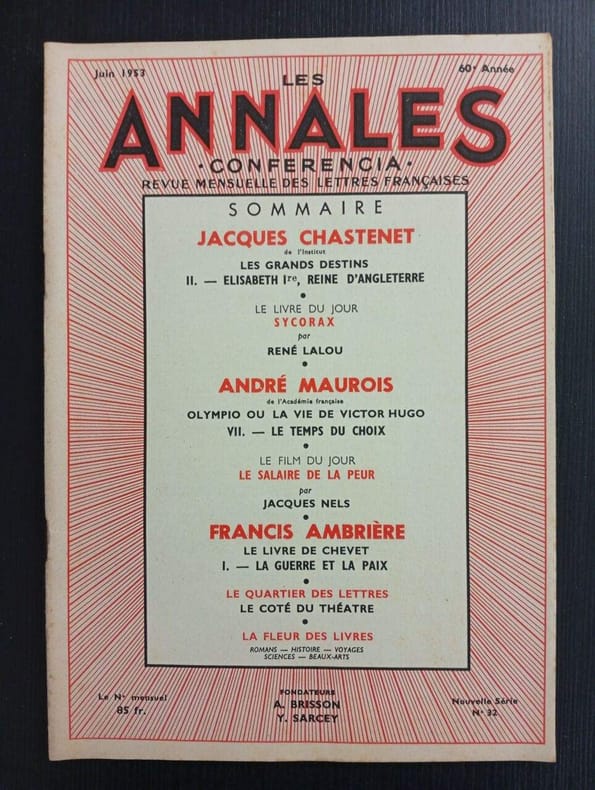 Juin 1953
60e Année
LES
ANNALES
·CONFERENCIA·
REVUE MENSUELLE DES LETTRES FRANÇAISES
SOMMAIRE
JACQUES CHASTENET
de l'Institut
LES GRANDS DESTINS
II. — ELISABETH Ire, REINE D'ANGLETERRE
•
LE LIVRE DU JOUR
SYCORAX
par
RENÉ LALOU
•
ANDRÉ MAUROIS
de l'Académie française
OLYMPIO OU LA VIE DE VICTOR HUGO
VII. — LE TEMPS DU CHOIX
•
LE FILM DU JOUR
LE SALAIRE DE LA PEUR
par
JACQUES NELS
•
FRANCIS AMBRIÈRE
LE LIVRE DE CHEVET
I. — LA GUERRE ET LA PAIX
•
LE QUARTIER DES LETTRES
LE COTÉ DU THÉATRE
•
LA FLEUR DES LIVRES
ROMANS — HISTOIRE — VOYAGES
SCIENCES — BEAUX-ARTS
Le No mensuel
85 fr.
FONDATEURS
A. BRISSON
Y. SARCEY
Nouvelle Série
No 32